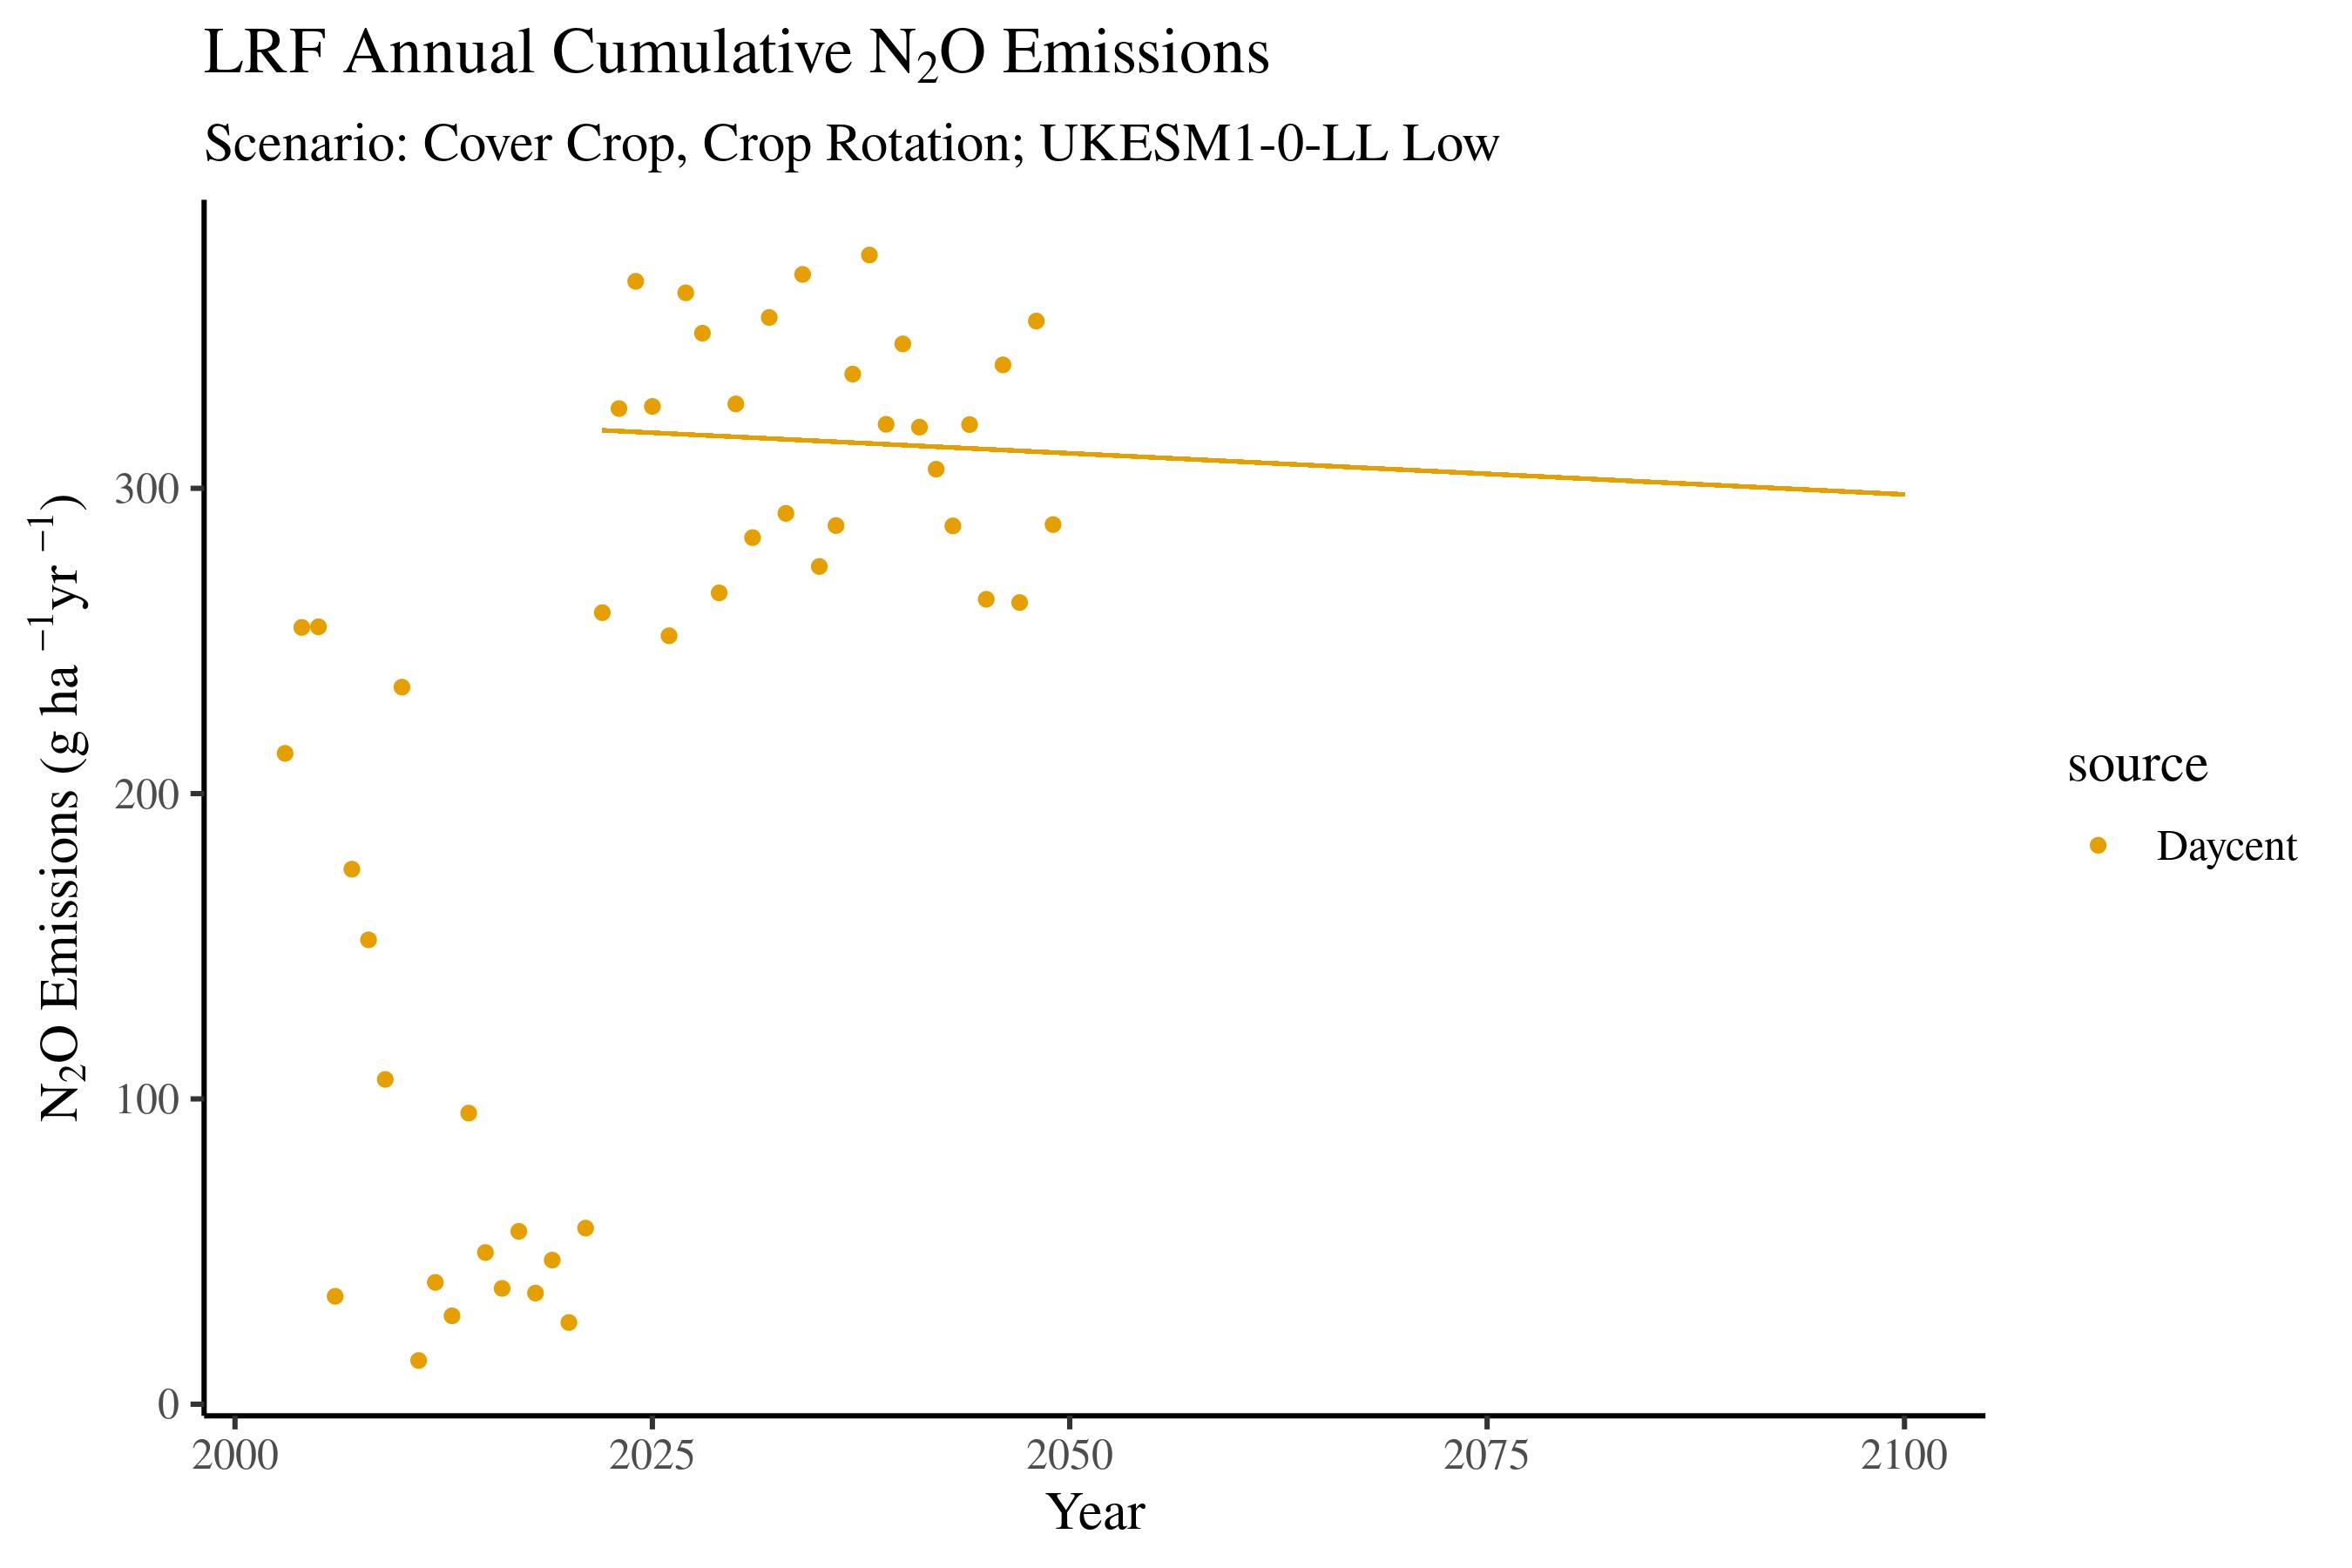 LRF Annual Cumulative N₂O Emissions
Scenario: Cover Crop, Crop Rotation; UKESM1-0-LL Low
N₂O Emissions (g ha⁻¹yr⁻¹)
300
200
100
0
2000 2025 2050 2075 2100
Year
source
Daycent